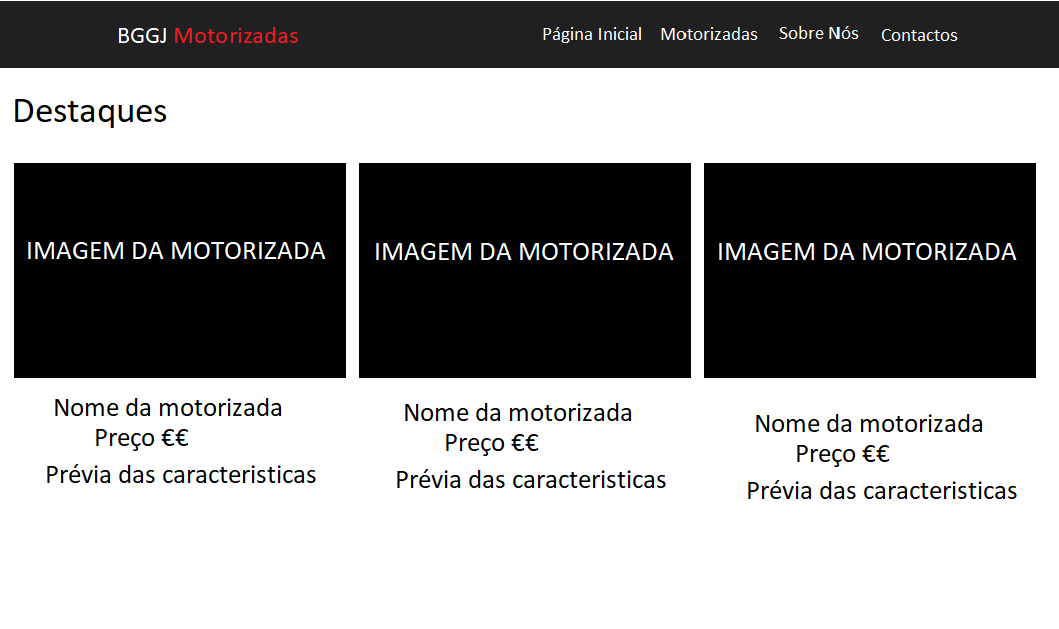 BGGJ Motorizadas
Página Inicial Motorizadas Sobre Nós Contactos
Destaques
IMAGEM DA MOTORIZADA
IMAGEM DA MOTORIZADA
IMAGEM DA MOTORIZADA
Nome da motorizada
Preço €€
Prévia das caracteristicas
Nome da motorizada
Preço €€
Prévia das caracteristicas
Nome da motorizada
Preço €€
Prévia das caracteristicas